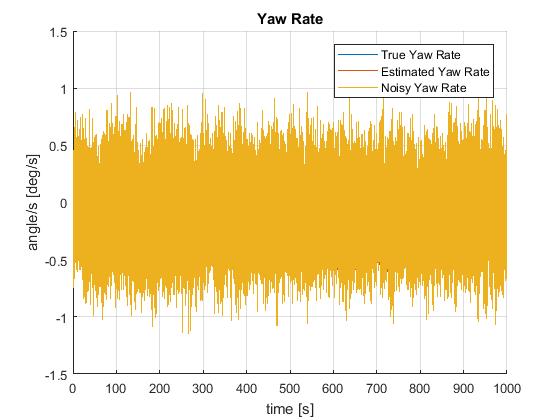 Yaw Rate
1.5
1
0.5
0
-0.5
-1
-1.5
angle/s [deg/s]
True Yaw Rate
Estimated Yaw Rate
Noisy Yaw Rate
0 100 200 300 400 500 600 700 800 900 1000
time [s]